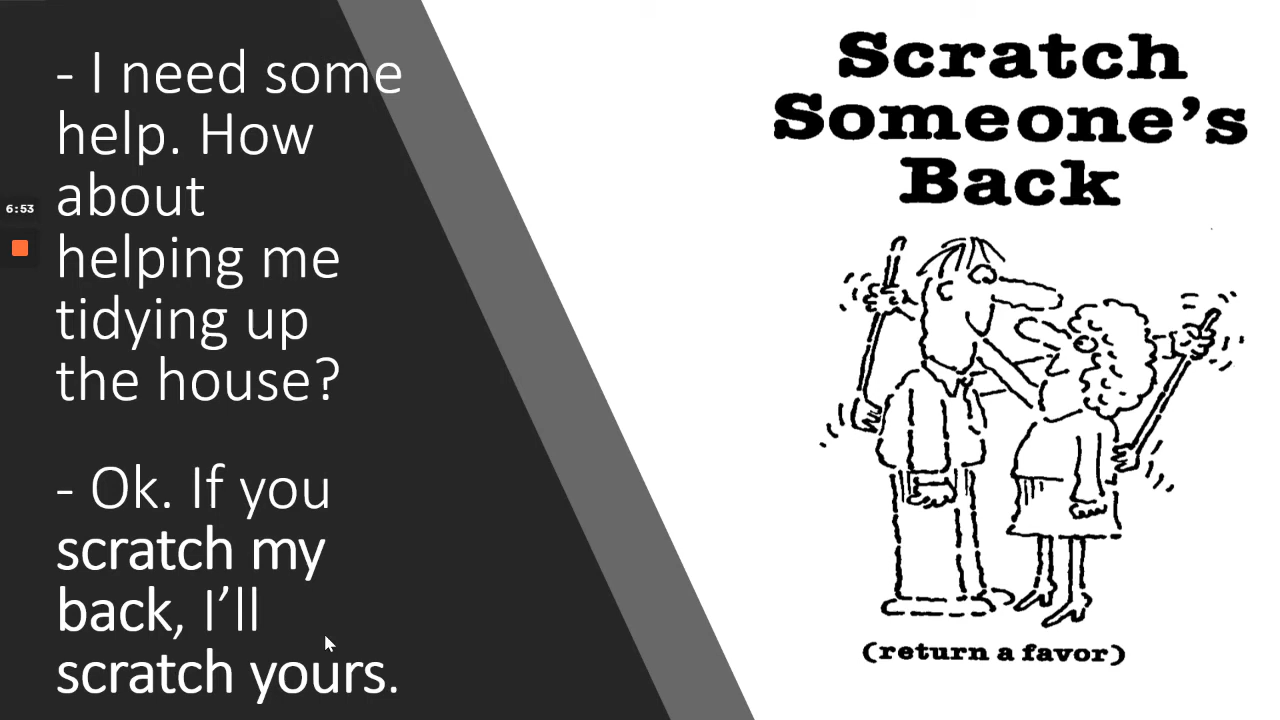 - I need some
help. How
about
helping me
tidying up
the house?
- Ok. If you
scratch my
back, I’ll
scratch yours.
6:53
Scratch
Someone’s
Back
(return a favor)